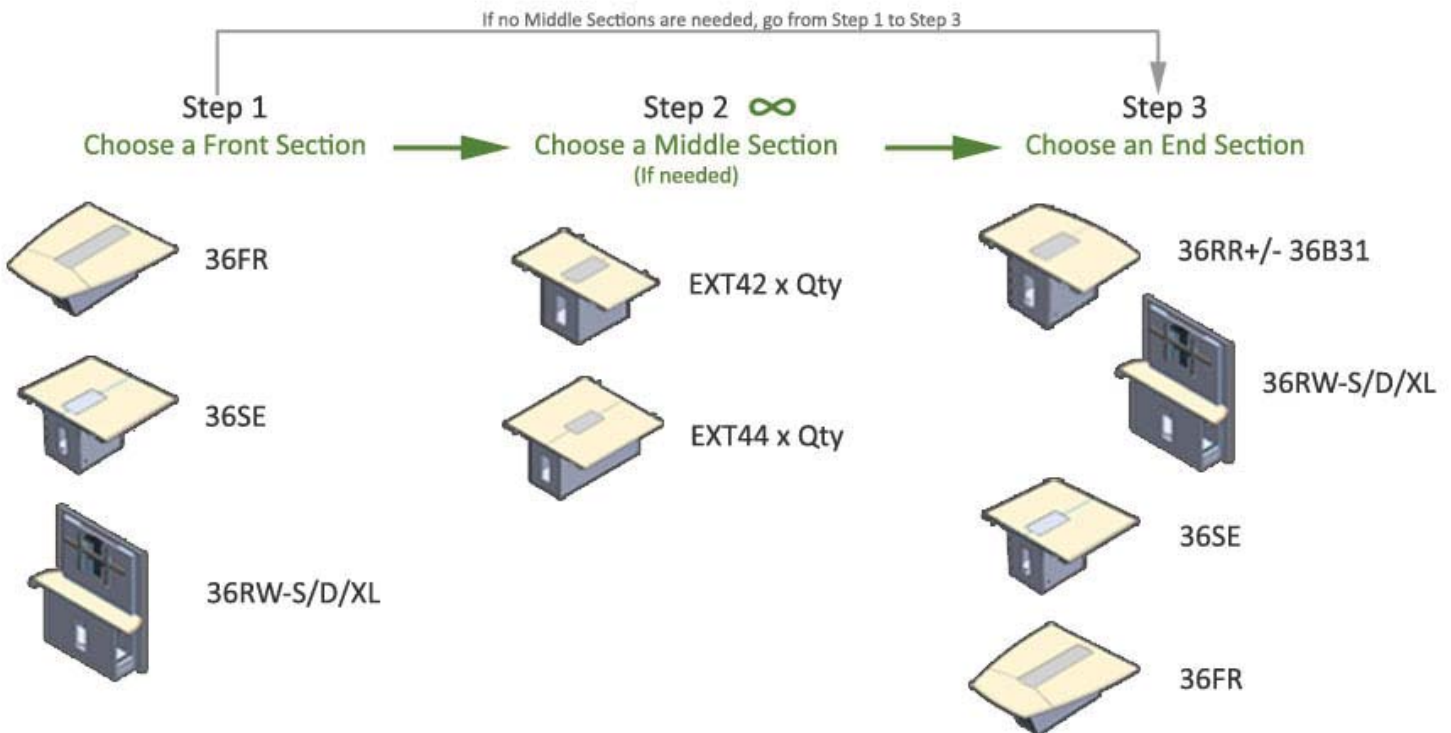 If no Middle Sections are needed, go from Step 1 to Step 3
Step 1
Choose a Front Section
36FR
36SE
36RW-S/D/XL
Step 2 ∞
Choose a Middle Section
(If needed)
EXT42 x Qty
EXT44 x Qty
Step 3
Choose an End Section
36RR+/- 36B31
36RW-S/D/XL
36SE
36FR